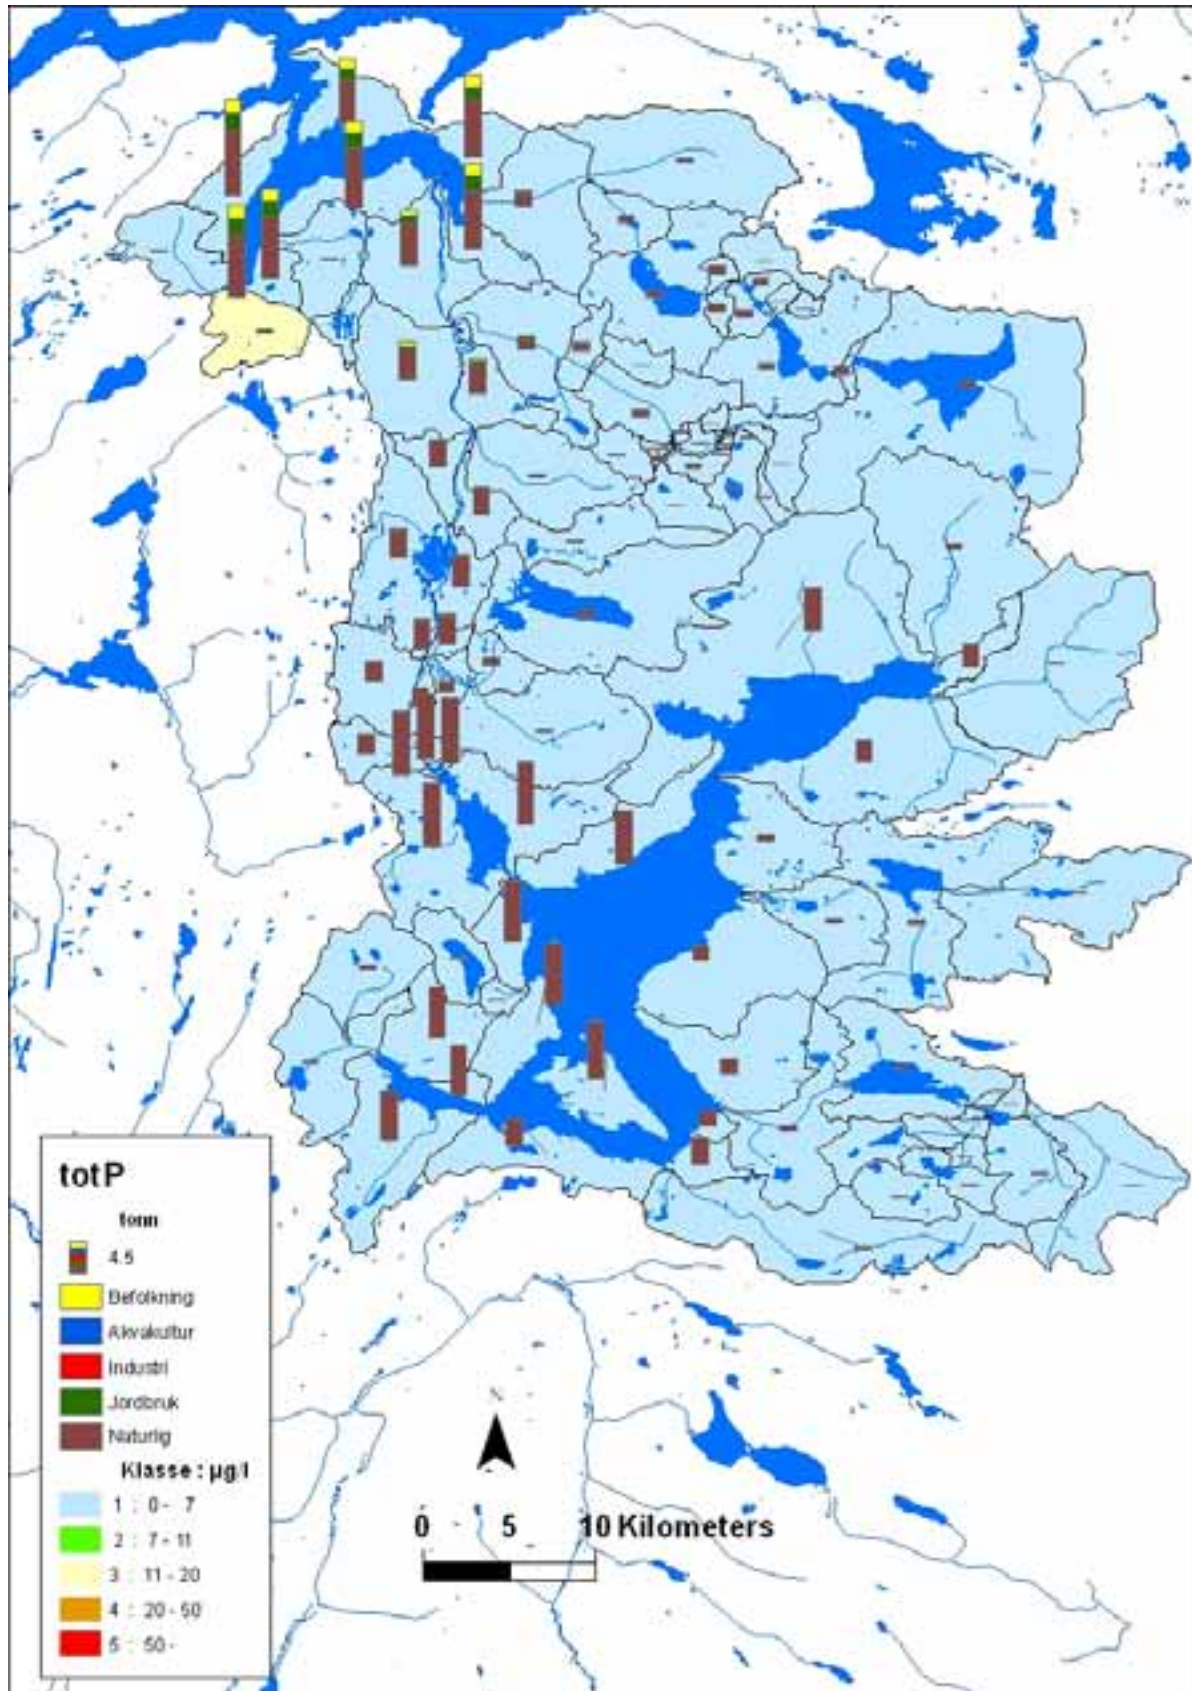 totP
tonn
4.5
Befolkning
Akvakultur
Industri
Jordbruk
Naturlig
Klasse : µg/l
1 : 0 - 7
2 : 7 - 11
3 : 11 - 20
4 : 20 - 50
5 : 50 -
0 5 10 Kilometers